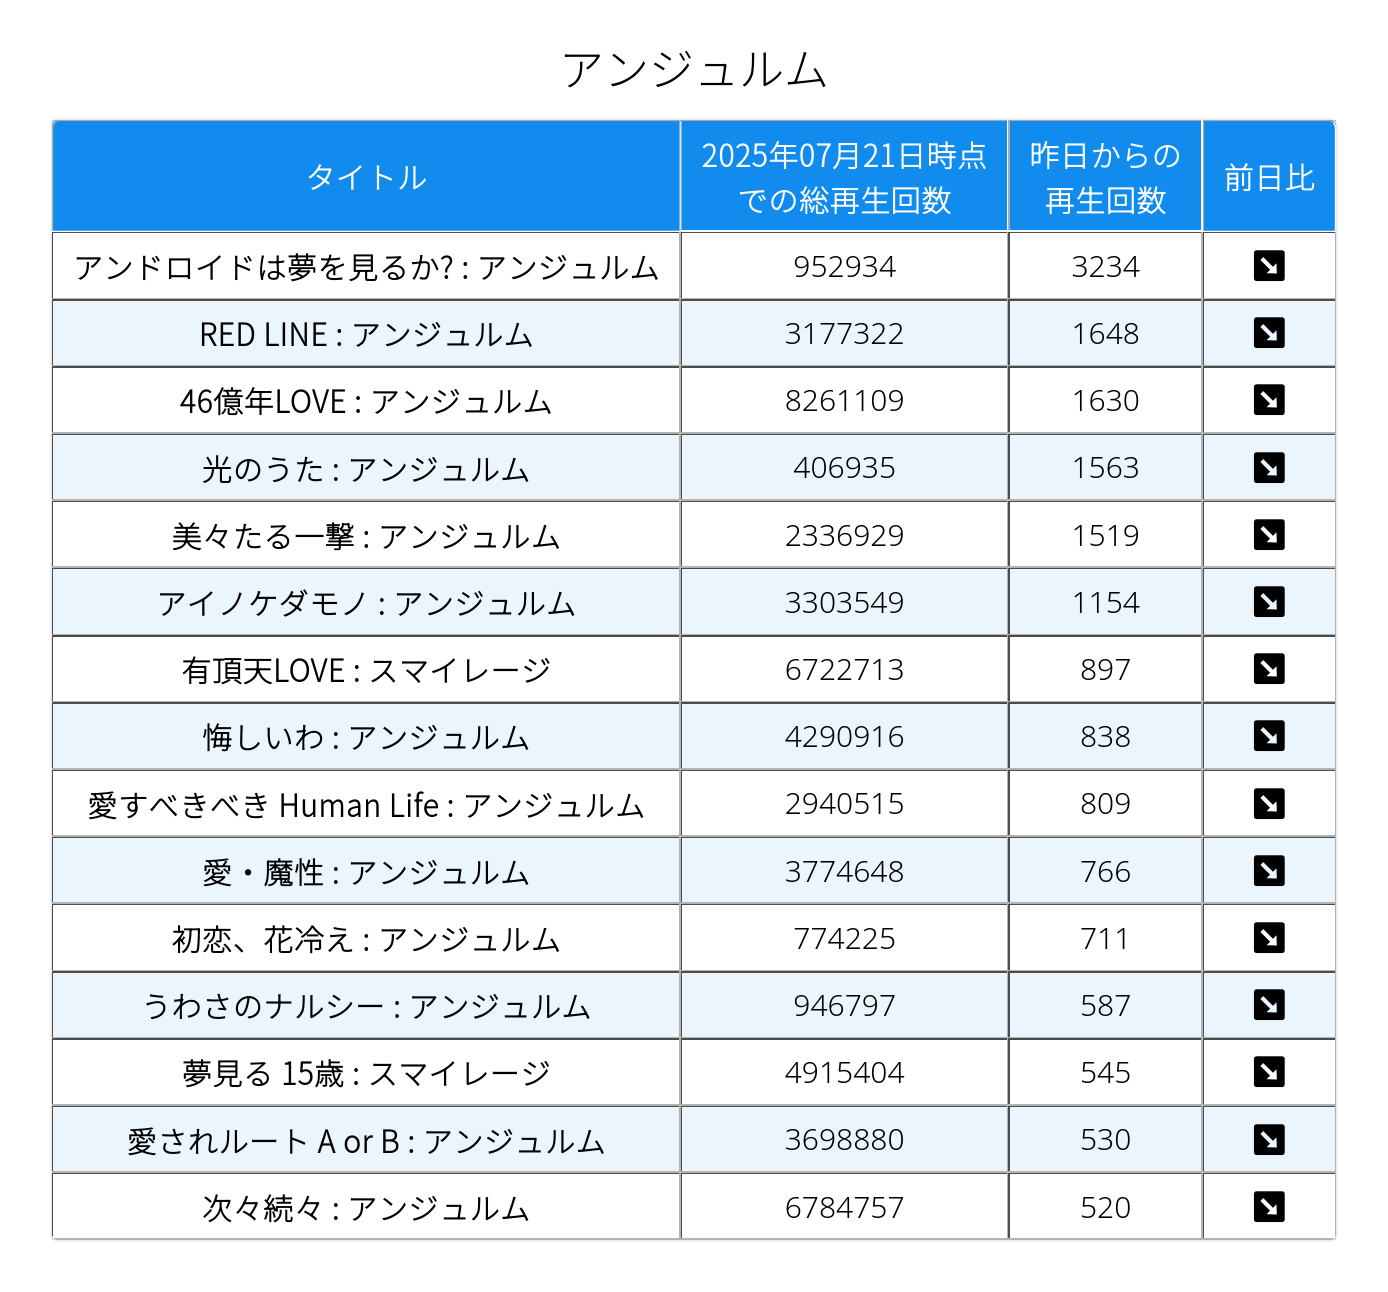 アンジュルム
タイトル
2025年07月21日時点
での総再生回数
昨日からの
再生回数
前日比
アンドロイドは夢を見るか? : アンジュルム 952934 3234 ↘
RED LINE : アンジュルム 3177322 1648 ↘
46億年LOVE : アンジュルム 8261109 1630 ↘
光のうた : アンジュルム 406935 1563 ↘
美々たる一撃 : アンジュルム 2336929 1519 ↘
アイノケダモノ : アンジュルム 3303549 1154 ↘
有頂天LOVE : スマイレージ 6722713 897 ↘
悔しいわ : アンジュルム 4290916 838 ↘
愛すべきべき Human Life : アンジュルム 2940515 809 ↘
愛・魔性 : アンジュルム 3774648 766 ↘
初恋、花冷え : アンジュルム 774225 711 ↘
うわさのナルシー : アンジュルム 946797 587 ↘
夢見る 15歳 : スマイレージ 4915404 545 ↘
愛されルート A or B : アンジュルム 3698880 530 ↘
次々続々 : アンジュルム 6784757 520 ↘